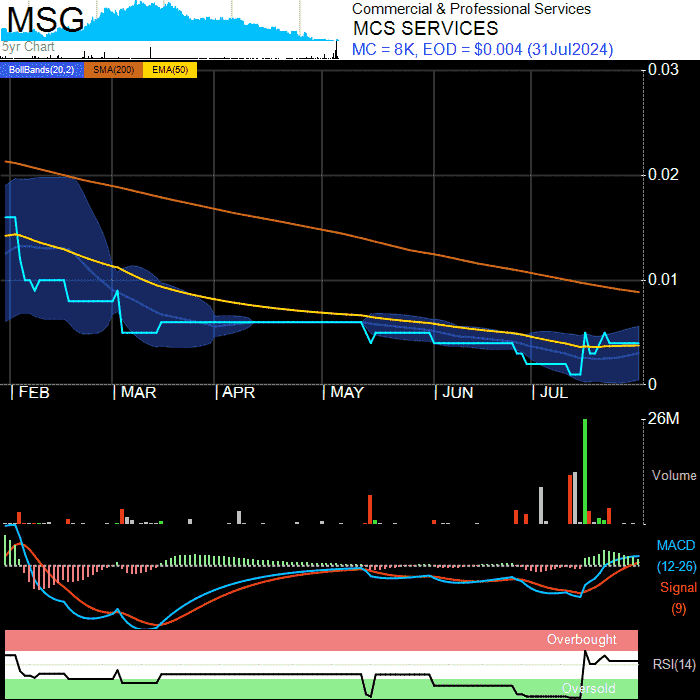 MSG
5yr Chart
Commercial & Professional Services
MCS SERVICES
MC = 8K, EOD = $0.004 (31Jul2024)
BollBands(20,2) SMA(200) EMA(50)
0.03
0.02
0.01
0
FEB MAR APR MAY JUN JUL
26M
Volume
MACD
(12-26)
Signal
(9)
Overbought
RSI(14)
Oversold